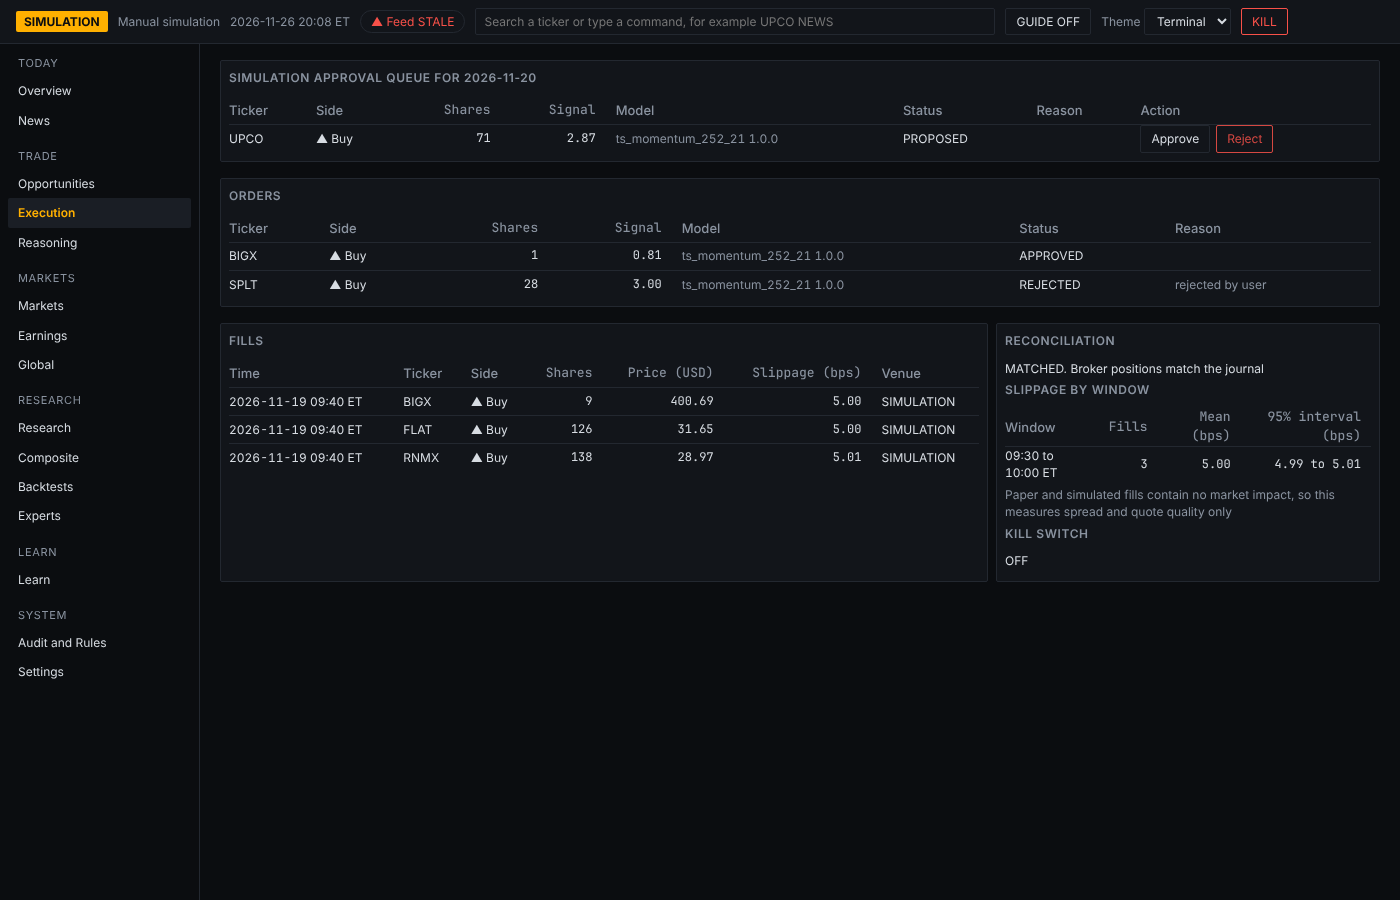 SIMULATION Manual simulation 2026-11-26 20:08 ET ▲ Feed STALE Search a ticker or type a command, for example UPCO NEWS GUIDE OFF Theme Terminal KILL
TODAY
Overview
News
TRADE
Opportunities
Execution
Reasoning
MARKETS
Markets
Earnings
Global
RESEARCH
Research
Composite
Backtests
Experts
LEARN
Learn
SYSTEM
Audit and Rules
Settings
SIMULATION APPROVAL QUEUE FOR 2026-11-20
Ticker Side Shares Signal Model Status Reason Action
UPCO ▲ Buy 71 2.87 ts_momentum_252_21 1.0.0 PROPOSED Approve Reject
ORDERS
Ticker Side Shares Signal Model Status Reason
BIGX ▲ Buy 1 0.81 ts_momentum_252_21 1.0.0 APPROVED
SPLT ▲ Buy 28 3.00 ts_momentum_252_21 1.0.0 REJECTED rejected by user
FILLS
Time Ticker Side Shares Price (USD) Slippage (bps) Venue
2026-11-19 09:40 ET BIGX ▲ Buy 9 400.69 5.00 SIMULATION
2026-11-19 09:40 ET FLAT ▲ Buy 126 31.65 5.00 SIMULATION
2026-11-19 09:40 ET RNMX ▲ Buy 138 28.97 5.01 SIMULATION
RECONCILIATION
MATCHED. Broker positions match the journal
SLIPPAGE BY WINDOW
Window Fills Mean (bps) 95% interval (bps)
09:30 to 10:00 ET 3 5.00 4.99 to 5.01
Paper and simulated fills contain no market impact, so this
measures spread and quote quality only
KILL SWITCH
OFF